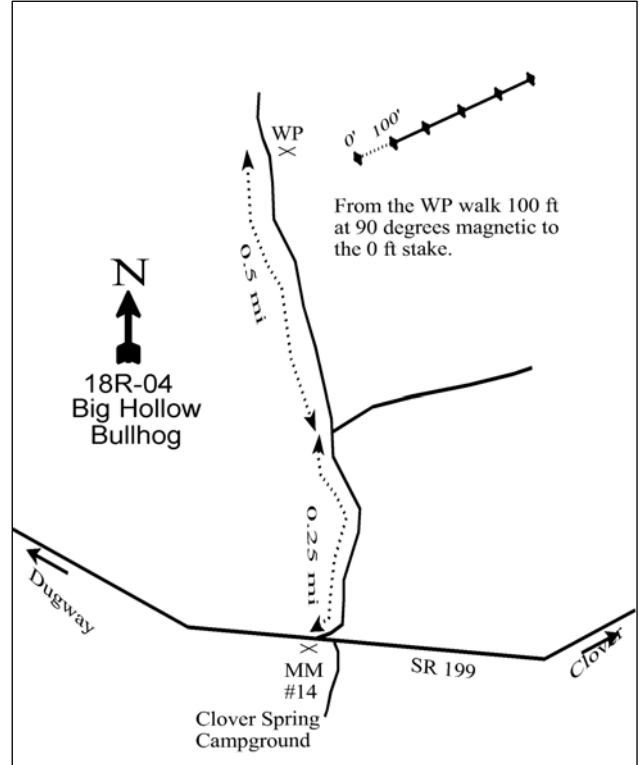 WP
0'
100'
From the WP walk 100 ft
at 90 degrees magnetic to
the 0 ft stake.
0.5 mi
N
18R-04
Big Hollow
Bullhog
0.25 mi
Dugway
Clover
SR 199
MM
#14
Clover Spring
Campground